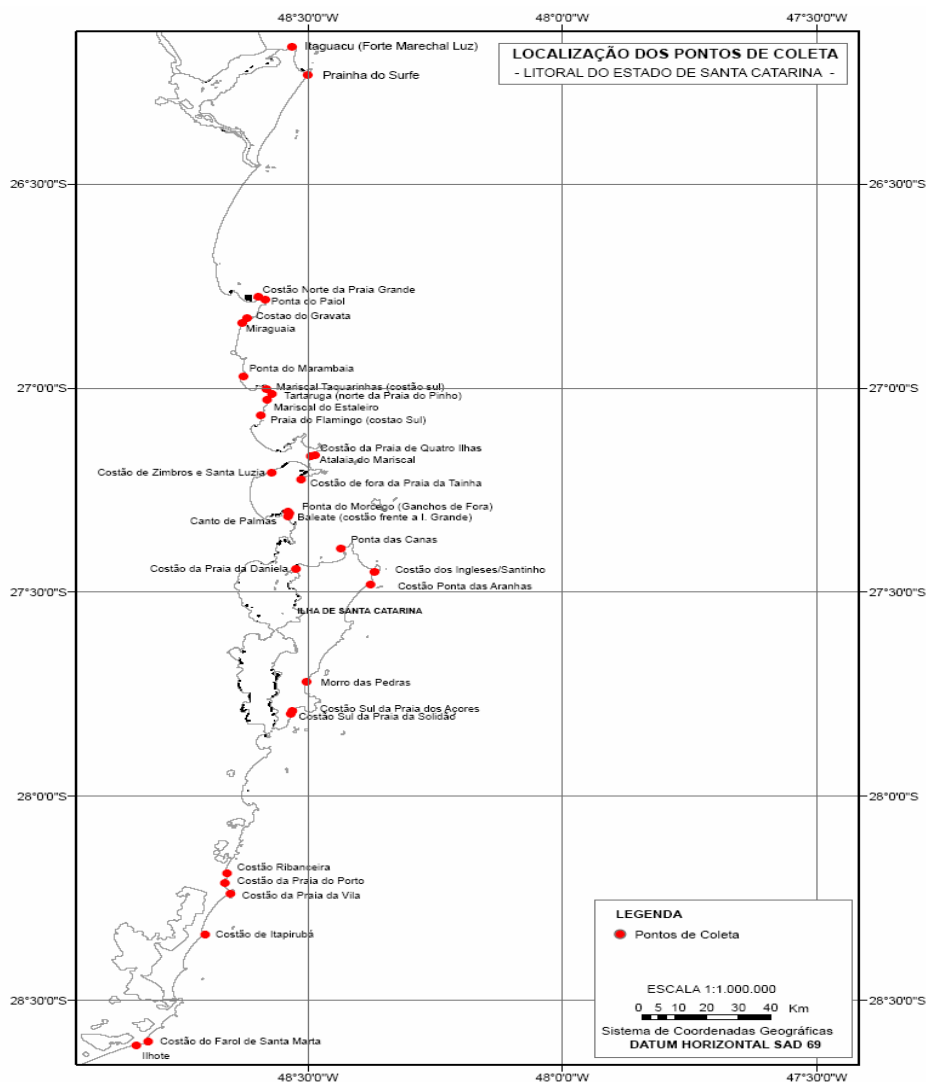 48°30'0"W 48°0'0"W 47°30'0"W
LOCALIZAÇÃO DOS PONTOS DE COLETA
- LITORAL DO ESTADO DE SANTA CATARINA -
Itaguacu (Forte Marechal Luz)
Prainha do Surfe
26°30'0"S 26°30'0"S
Costão Norte da Praia Grande
Ponta do Paiol
Costao do Gravata
Miraguaia
Ponta do Marambaia
27°0'0"S 27°0'0"S
Mariscal Taquarinhas (costão sul)
Tartaruga (norte da Praia do Pinho)
Mariscal do Estaleiro
Praia do Flamingo (costao Sul)
Costão da Praia de Quatro Ilhas
Atalaia do Mariscal
Costão de Zimbros e Santa Luzia
Costão de fora da Praia da Tainha
Ponta do Morcego (Ganchos de Fora)
Canto de Palmas
Baleate (costão frente a I. Grande)
Ponta das Canas
Costão da Praia da Daniela
Costão dos Ingleses/Santinho
Costão Ponta das Aranhas
27°30'0"S 27°30'0"S
ILHA DE SANTA CATARINA
Morro das Pedras
Costão Sul da Praia dos Açores
Costão Sul da Praia da Solidão
28°0'0"S 28°0'0"S
Costão Ribanceira
Costão da Praia do Porto
Costão da Praia da Vila
Costão de Itapirubá
28°30'0"S 28°30'0"S
Costão do Farol de Santa Marta
Ilhote
LEGENDA
Pontos de Coleta
ESCALA 1:1.000.000
0 5 10 20 30 40 Km
Sistema de Coordenadas Geográficas
DATUM HORIZONTAL SAD 69
48°30'0"W 48°0'0"W 47°30'0"W